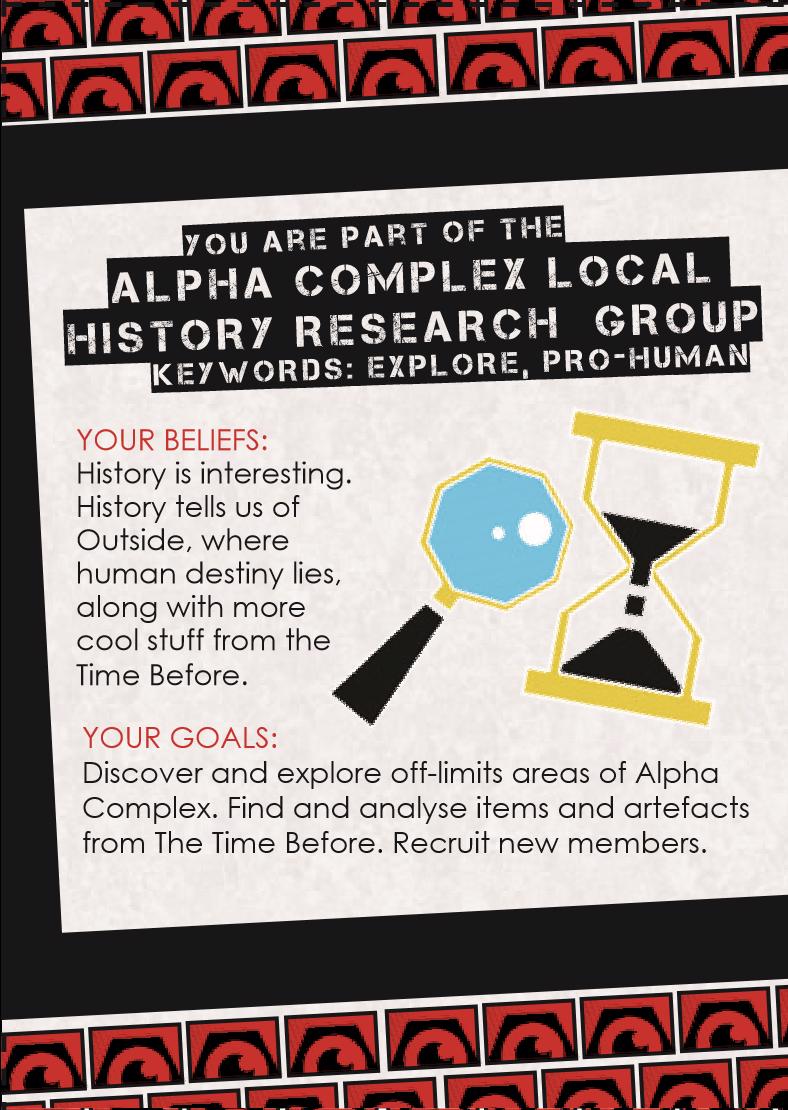 YOU ARE PART OF THE
ALPHA COMPLEX LOCAL
HISTORY RESEARCH GROUP
KEYWORDS: EXPLORE, PRO-HUMAN
YOUR BELIEFS:
History is interesting.
History tells us of
Outside, where
human destiny lies,
along with more
cool stuff from the
Time Before.
YOUR GOALS:
Discover and explore off-limits areas of Alpha
Complex. Find and analyse items and artefacts
from The Time Before. Recruit new members.